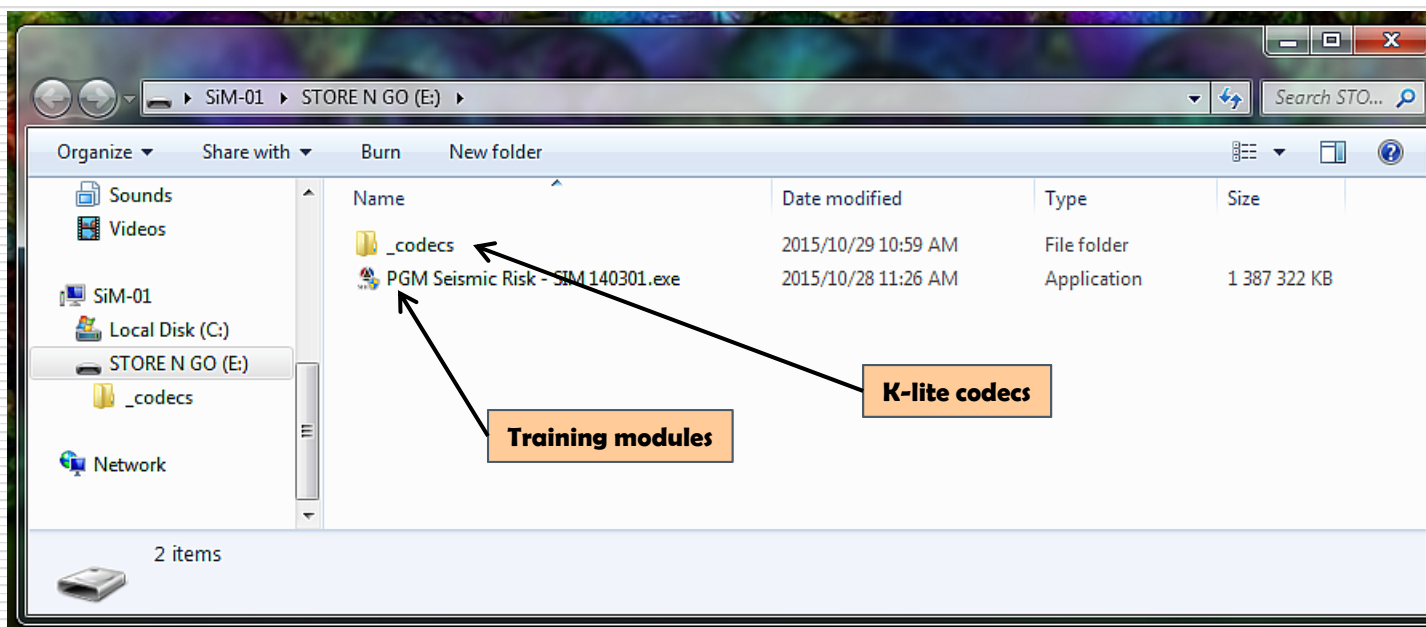 SiM-01 STORE N GO (E:)
Search STO...
Organize Share with Burn New folder
Sounds
Videos
SiM-01
Local Disk (C:)
STORE N GO (E:)
_codecs
Network
Name Date modified Type Size
_codecs 2015/10/29 10:59 AM File folder
PGM Seismic Risk - SIM 140301.exe 2015/10/28 11:26 AM Application 1 387 322 KB
K-lite codecs
Training modules
2 items